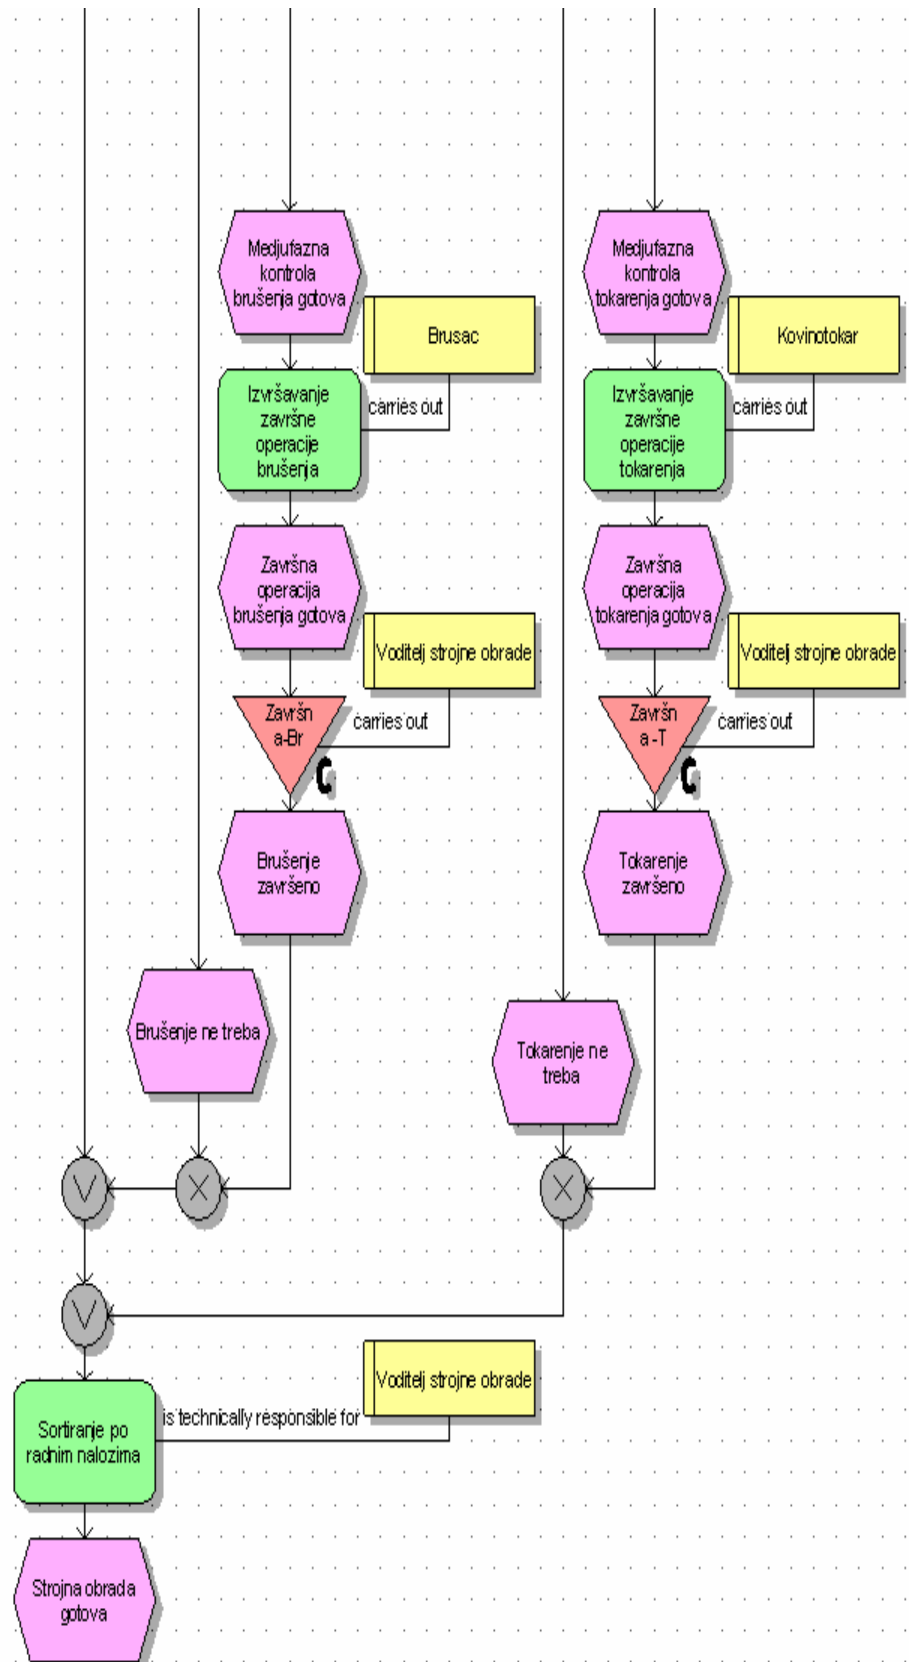 Medjufazna
kontrola
brušenja gotova
Medjufazna
kontrola
tokarenja gotova
Brusac
Kovinotokar
Izvršavanje
završne
operacije
brušenja
carries out
Izvršavanje
završne
operacije
tokarenja
carries out
Završna
operacija
brušenja gotova
Završna
operacija
tokarenja gotova
Voditelj strojne obrade
Voditelj strojne obrade
Završn
a-Br
carries out
C
Završn
a-T
carries out
C
Brušenje
završeno
Tokarenje
završeno
Brušenje ne treba
Tokarenje ne
treba
V
X
X
V
Voditelj strojne obrade
is technically responsible for
Sortiranje po
radnim nalozima
Strojna obrada
gotova